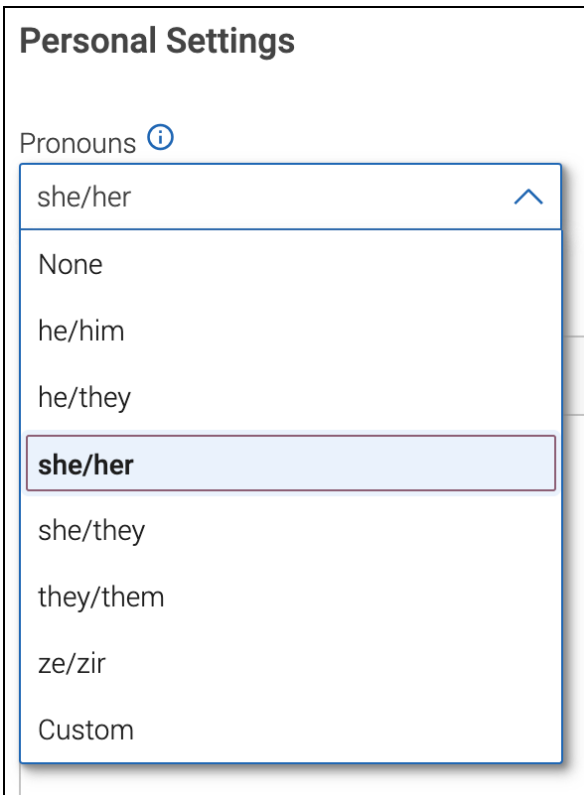 Personal Settings
Pronouns
she/her
None
he/him
he/they
she/her
she/they
they/them
ze/zir
Custom